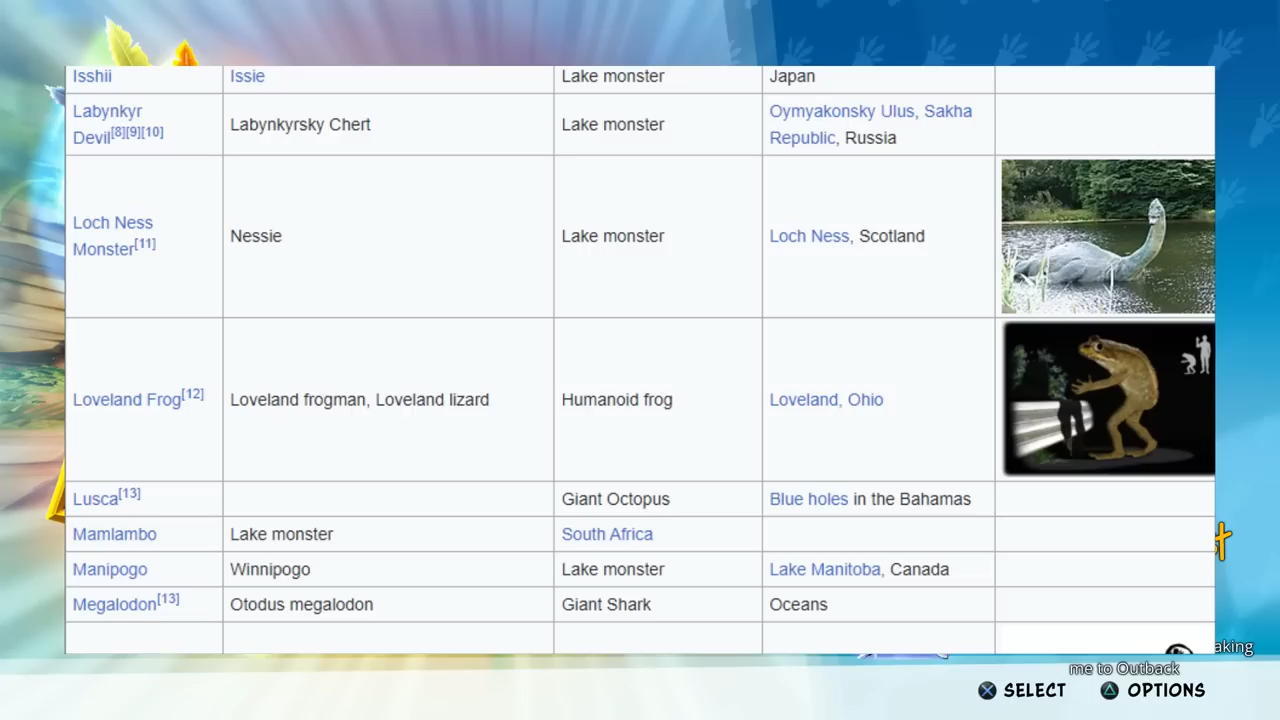 Isshii Issie Lake monster Japan
Labynkyr Devil[8][9][10] Labynkyrsky Chert Lake monster Oymyakonsky Ulus, Sakha Republic, Russia
Loch Ness Monster[11] Nessie Lake monster Loch Ness, Scotland
Loveland Frog[12] Loveland frogman, Loveland lizard Humanoid frog Loveland, Ohio
Lusca[13] Giant Octopus Blue holes in the Bahamas
Mamlambo Lake monster South Africa
Manipogo Winnipogo Lake monster Lake Manitoba, Canada
Megalodon[13] Otodus megalodon Giant Shark Oceans
me to Outback
SELECT OPTIONS